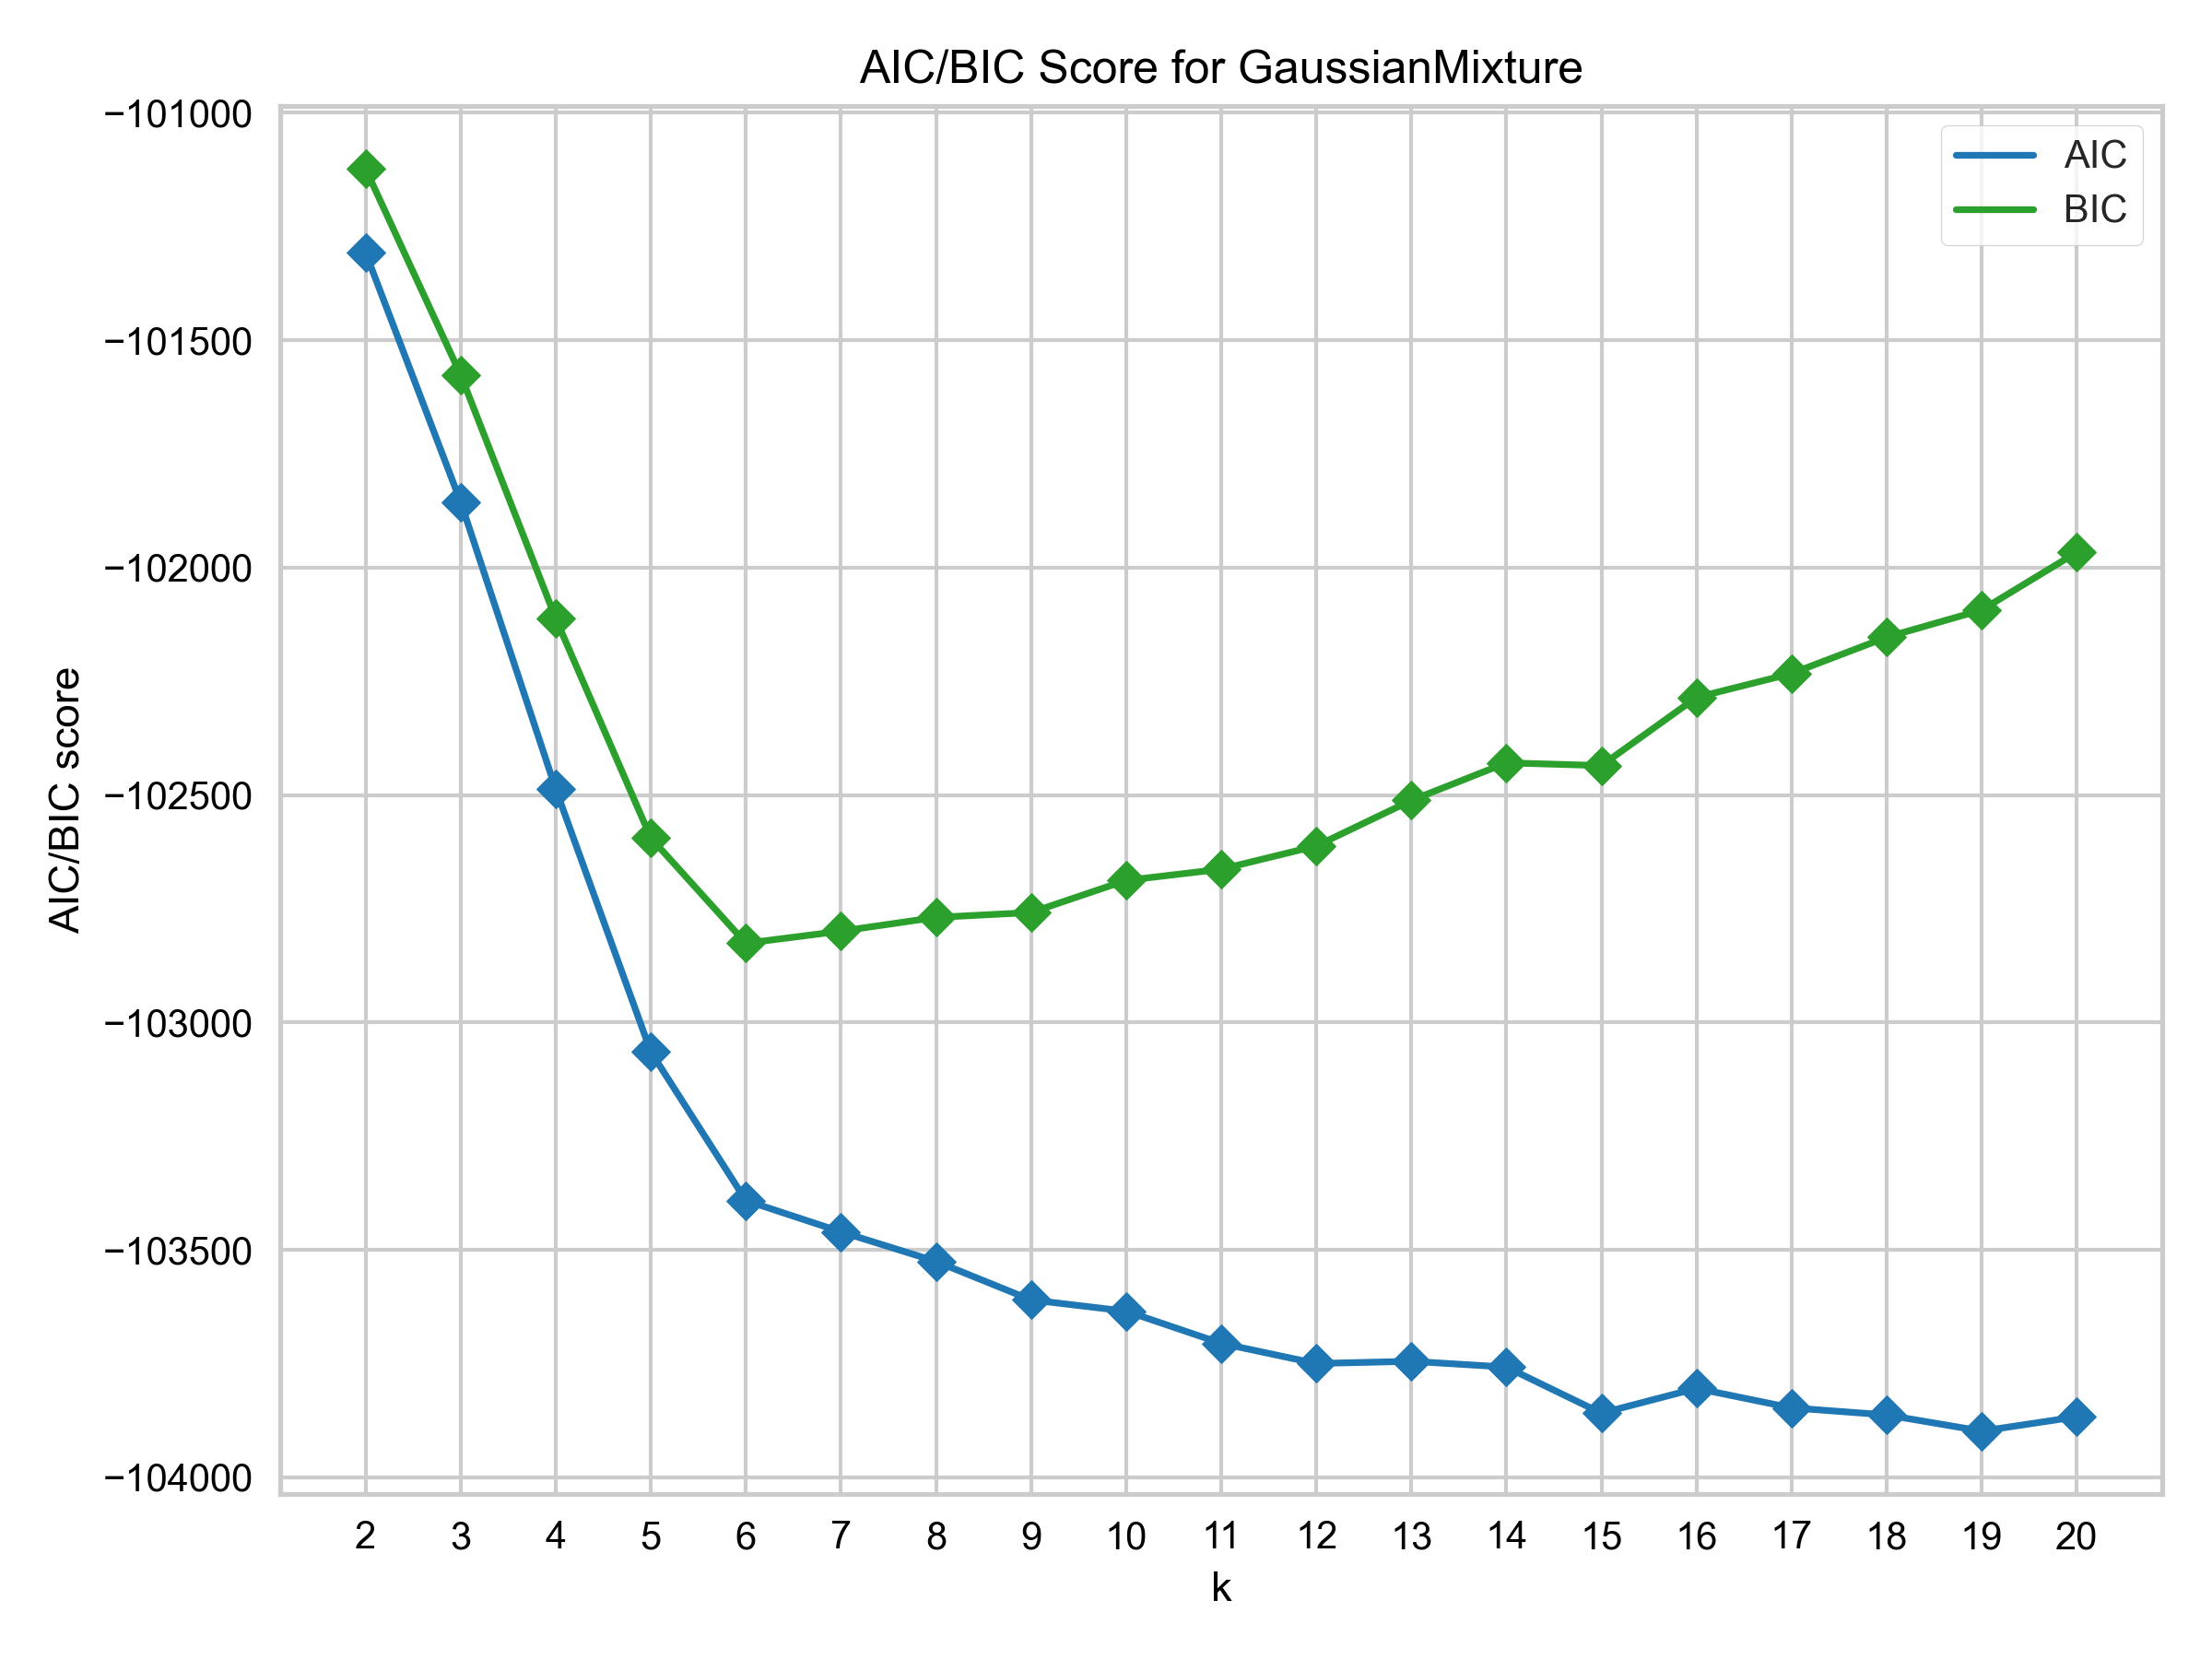 AIC/BIC Score for GaussianMixture
AIC
BIC
−101000
−101500
−102000
−102500
−103000
−103500
−104000
AIC/BIC score
2 3 4 5 6 7 8 9 10 11 12 13 14 15 16 17 18 19 20
k